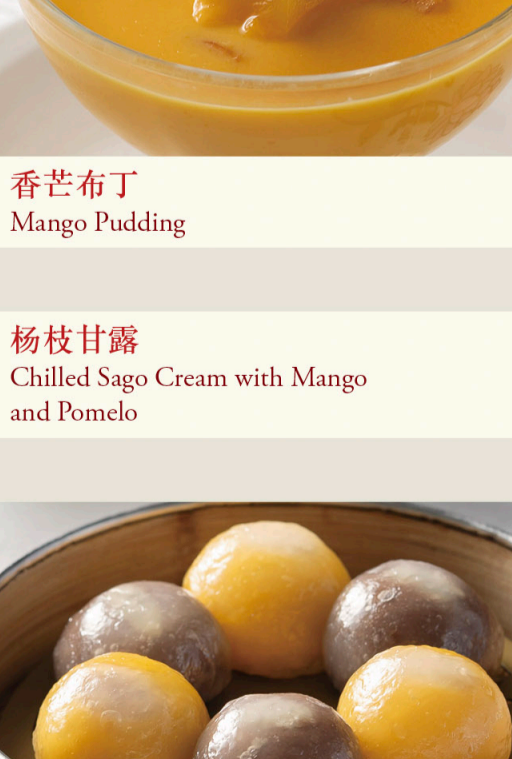 香芒布丁
Mango Pudding
杨枝甘露
Chilled Sago Cream with Mango
and Pomelo